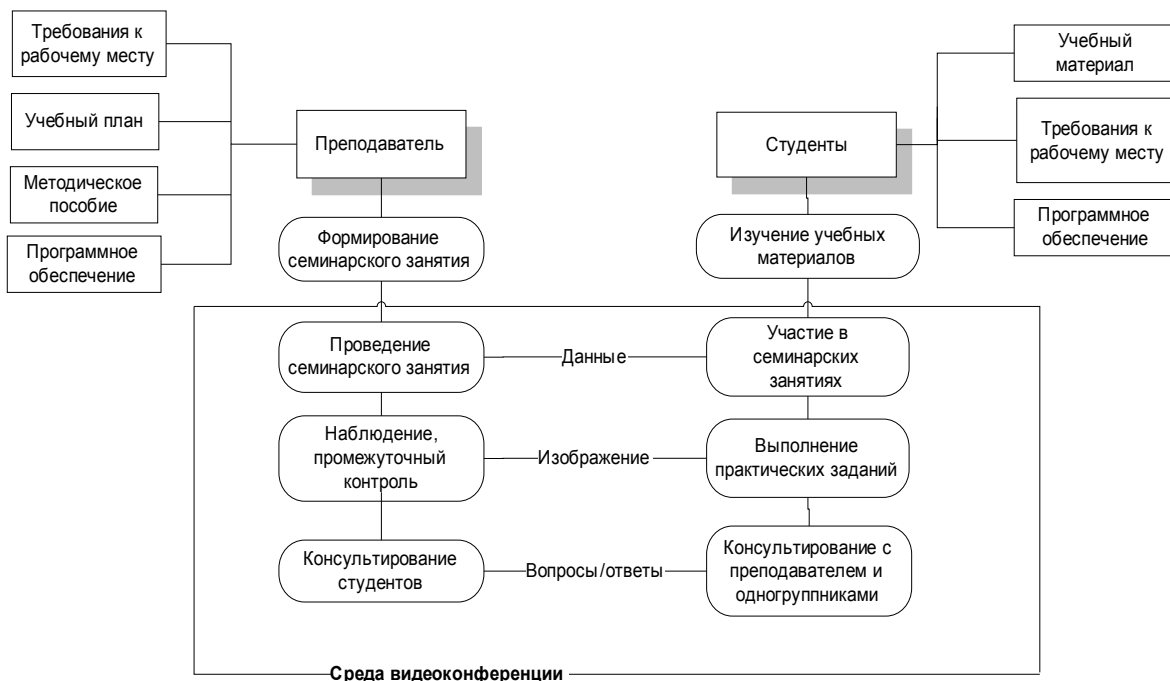 Требования к
рабочему месту
Учебный план
Методическое
пособие
Программное
обеспечение
Преподаватель
Студенты
Учебный
материал
Требования к
рабочему месту
Программное
обеспечение
Формирование
семинарского занятия
Изучение учебных
материалов
Проведение
семинарского занятия
Данные
Участие в
семинарских
занятиях
Наблюдение,
промежуточный
контроль
Изображение
Выполнение
практических заданий
Консультирование
студентов
Вопросы/ответы
Консультирование с
преподавателем и
одногруппниками
Среда видеоконференции